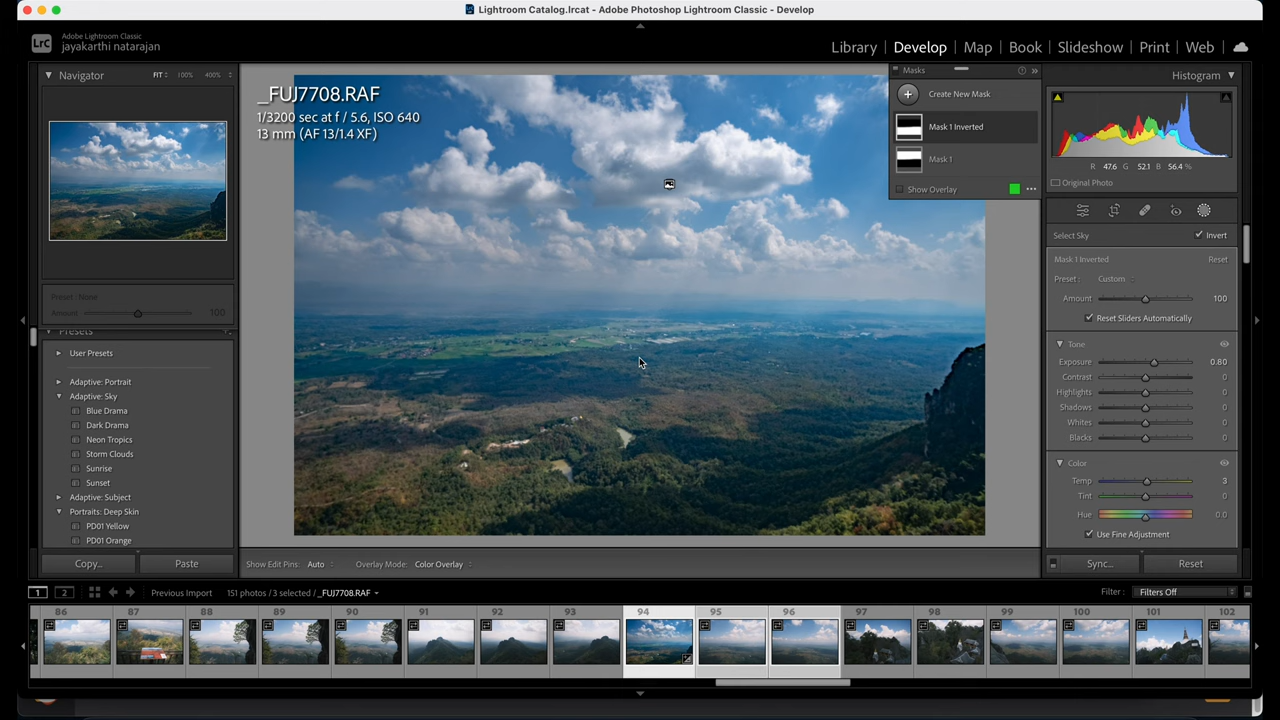 Lightroom Catalog.lrcat - Adobe Photoshop Lightroom Classic - Develop
LrC
Adobe Lightroom Classic
jayakarthi natarajan
Library | Develop | Map | Book | Slideshow | Print | Web
Navigator
FIT
100%
400%
Preset: None
Amount
100
Presets
User Presets
Adaptive: Portrait
Adaptive: Sky
Blue Drama
Dark Drama
Neon Tropics
Storm Clouds
Sunrise
Sunset
Adaptive: Subject
Portraits: Deep Skin
PD01 Yellow
PD01 Orange
Copy...
Paste
_FUJ7708.RAF
1/3200 sec at f / 5.6, ISO 640
13 mm (AF 13/1.4 XF)
Masks
Create New Mask
Mask 1 Inverted
Mask 1
Show Overlay
Histogram
R 47.6 G 52.1 B 56.4 %
Original Photo
Select Sky
Invert
Mask 1 Inverted
Reset
Preset : Custom
Amount 100
Reset Sliders Automatically
Tone
Exposure 0.80
Contrast 0
Highlights 0
Shadows 0
Whites 0
Blacks 0
Color
Temp 3
Tint 0
Hue 0.0
Use Fine Adjustment
Sync...
Reset
Show Edit Pins: Auto
Overlay Mode: Color Overlay
1
2
Previous Import
151 photos / 3 selected / _FUJ7708.RAF
Filter :
Filters Off
86 87 88 89 90 91 92 93 94 95 96 97 98 99 100 101 102